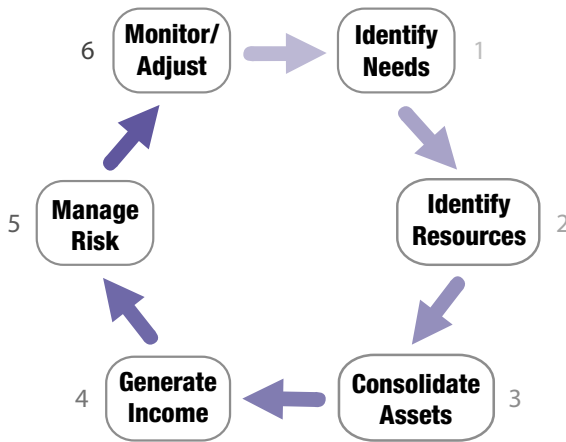 6
Monitor/
Adjust
Identify
Needs
1
Identify
Resources
2
5
Manage
Risk
4
Generate
Income
Consolidate
Assets
3